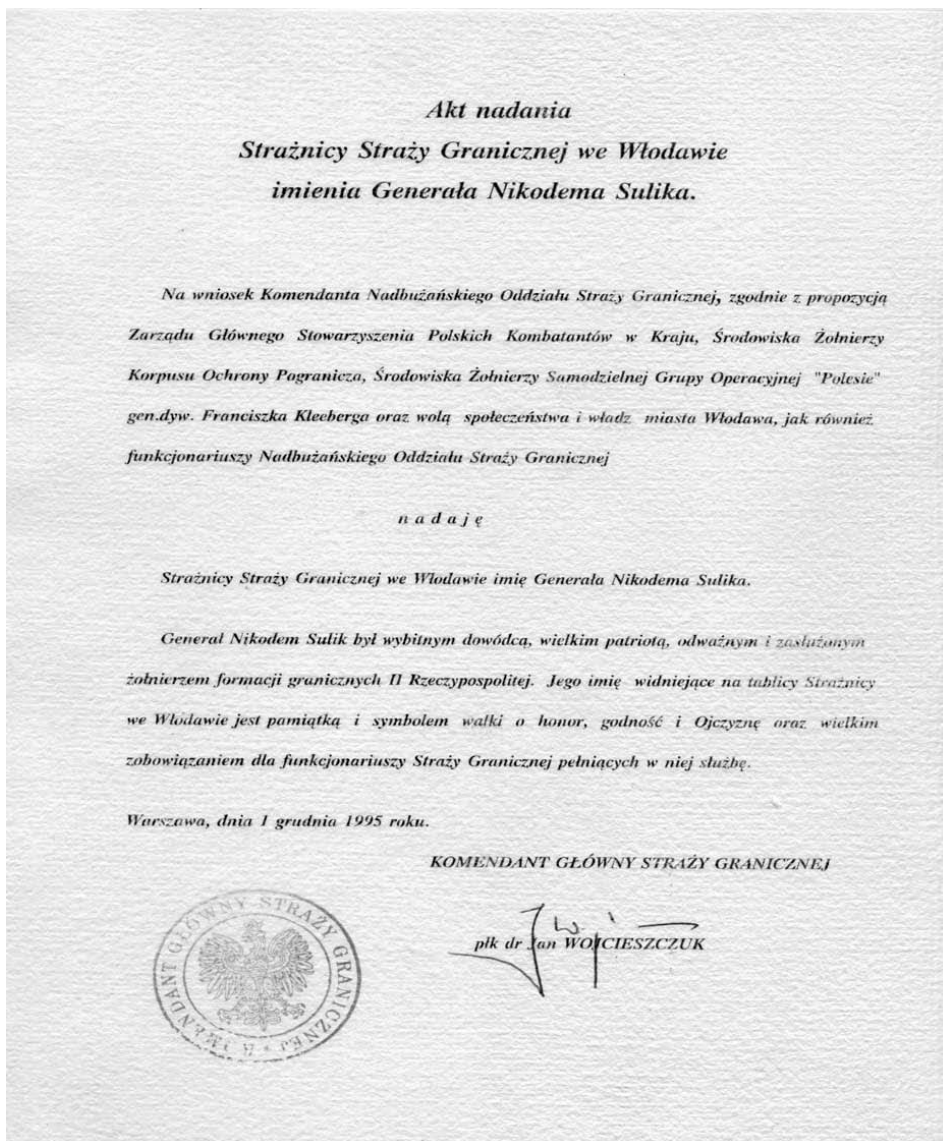 Akt nadania
Strażnicy Straży Granicznej we Włodawie
imienia Generała Nikodema Sulika.
Na wniosek Komendanta Nadbużańskiego Oddziału Straży Granicznej, zgodnie z propozycją
Zarządu Głównego Stowarzyszenia Polskich Kombatantów w Kraju, Środowiska Żołnierzy
Korpusu Ochrony Pogranicza, Środowiska Żołnierzy Samodzielnej Grupy Operacyjnej "Polesie"
gen.dyw. Franciszka Kleeberga oraz wolą społeczeństwa i władz miasta Włodawa, jak również
funkcjonariuszy Nadbużańskiego Oddziału Straży Granicznej
n a d a j ę
Strażnicy Straży Granicznej we Włodawie imię Generała Nikodema Sulika.
Generał Nikodem Sulik był wybitnym dowódcą, wielkim patriotą, odważnym i zasłużonym
żołnierzem formacji granicznych II Rzeczypospolitej. Jego imię widniejące na tablicy Strażnicy
we Włodawie jest pamiątką i symbolem walki o honor, godność i Ojczyznę oraz wielkim
zobowiązaniem dla funkcjonariuszy Straży Granicznej pełniących w niej służbę.
Warszawa, dnia 1 grudnia 1995 roku.
KOMENDANT GŁÓWNY STRAŻY GRANICZNEJ
płk dr Jan WOJCIESZCZUK
KOMENDANT GŁÓWNY STRAŻY GRANICZNEJ